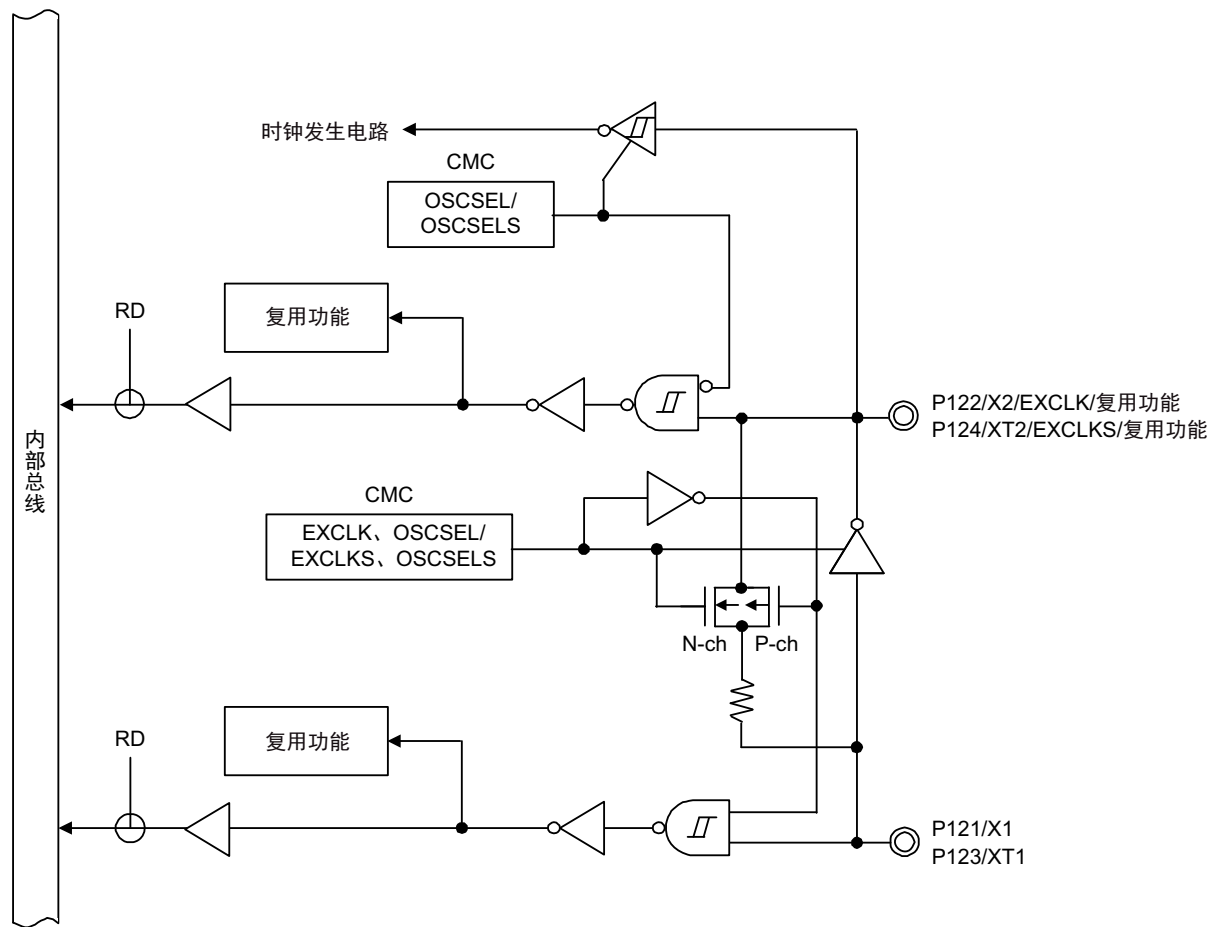 时钟发生电路
CMC
OSCSEL/
OSCSELS
RD
复用功能
P122/X2/EXCLK/复用功能
P124/XT2/EXCLKS/复用功能
内部总线
CMC
EXCLK、OSCSEL/
EXCLKS、OSCSELS
N-ch
P-ch
RD
复用功能
P121/X1
P123/XT1